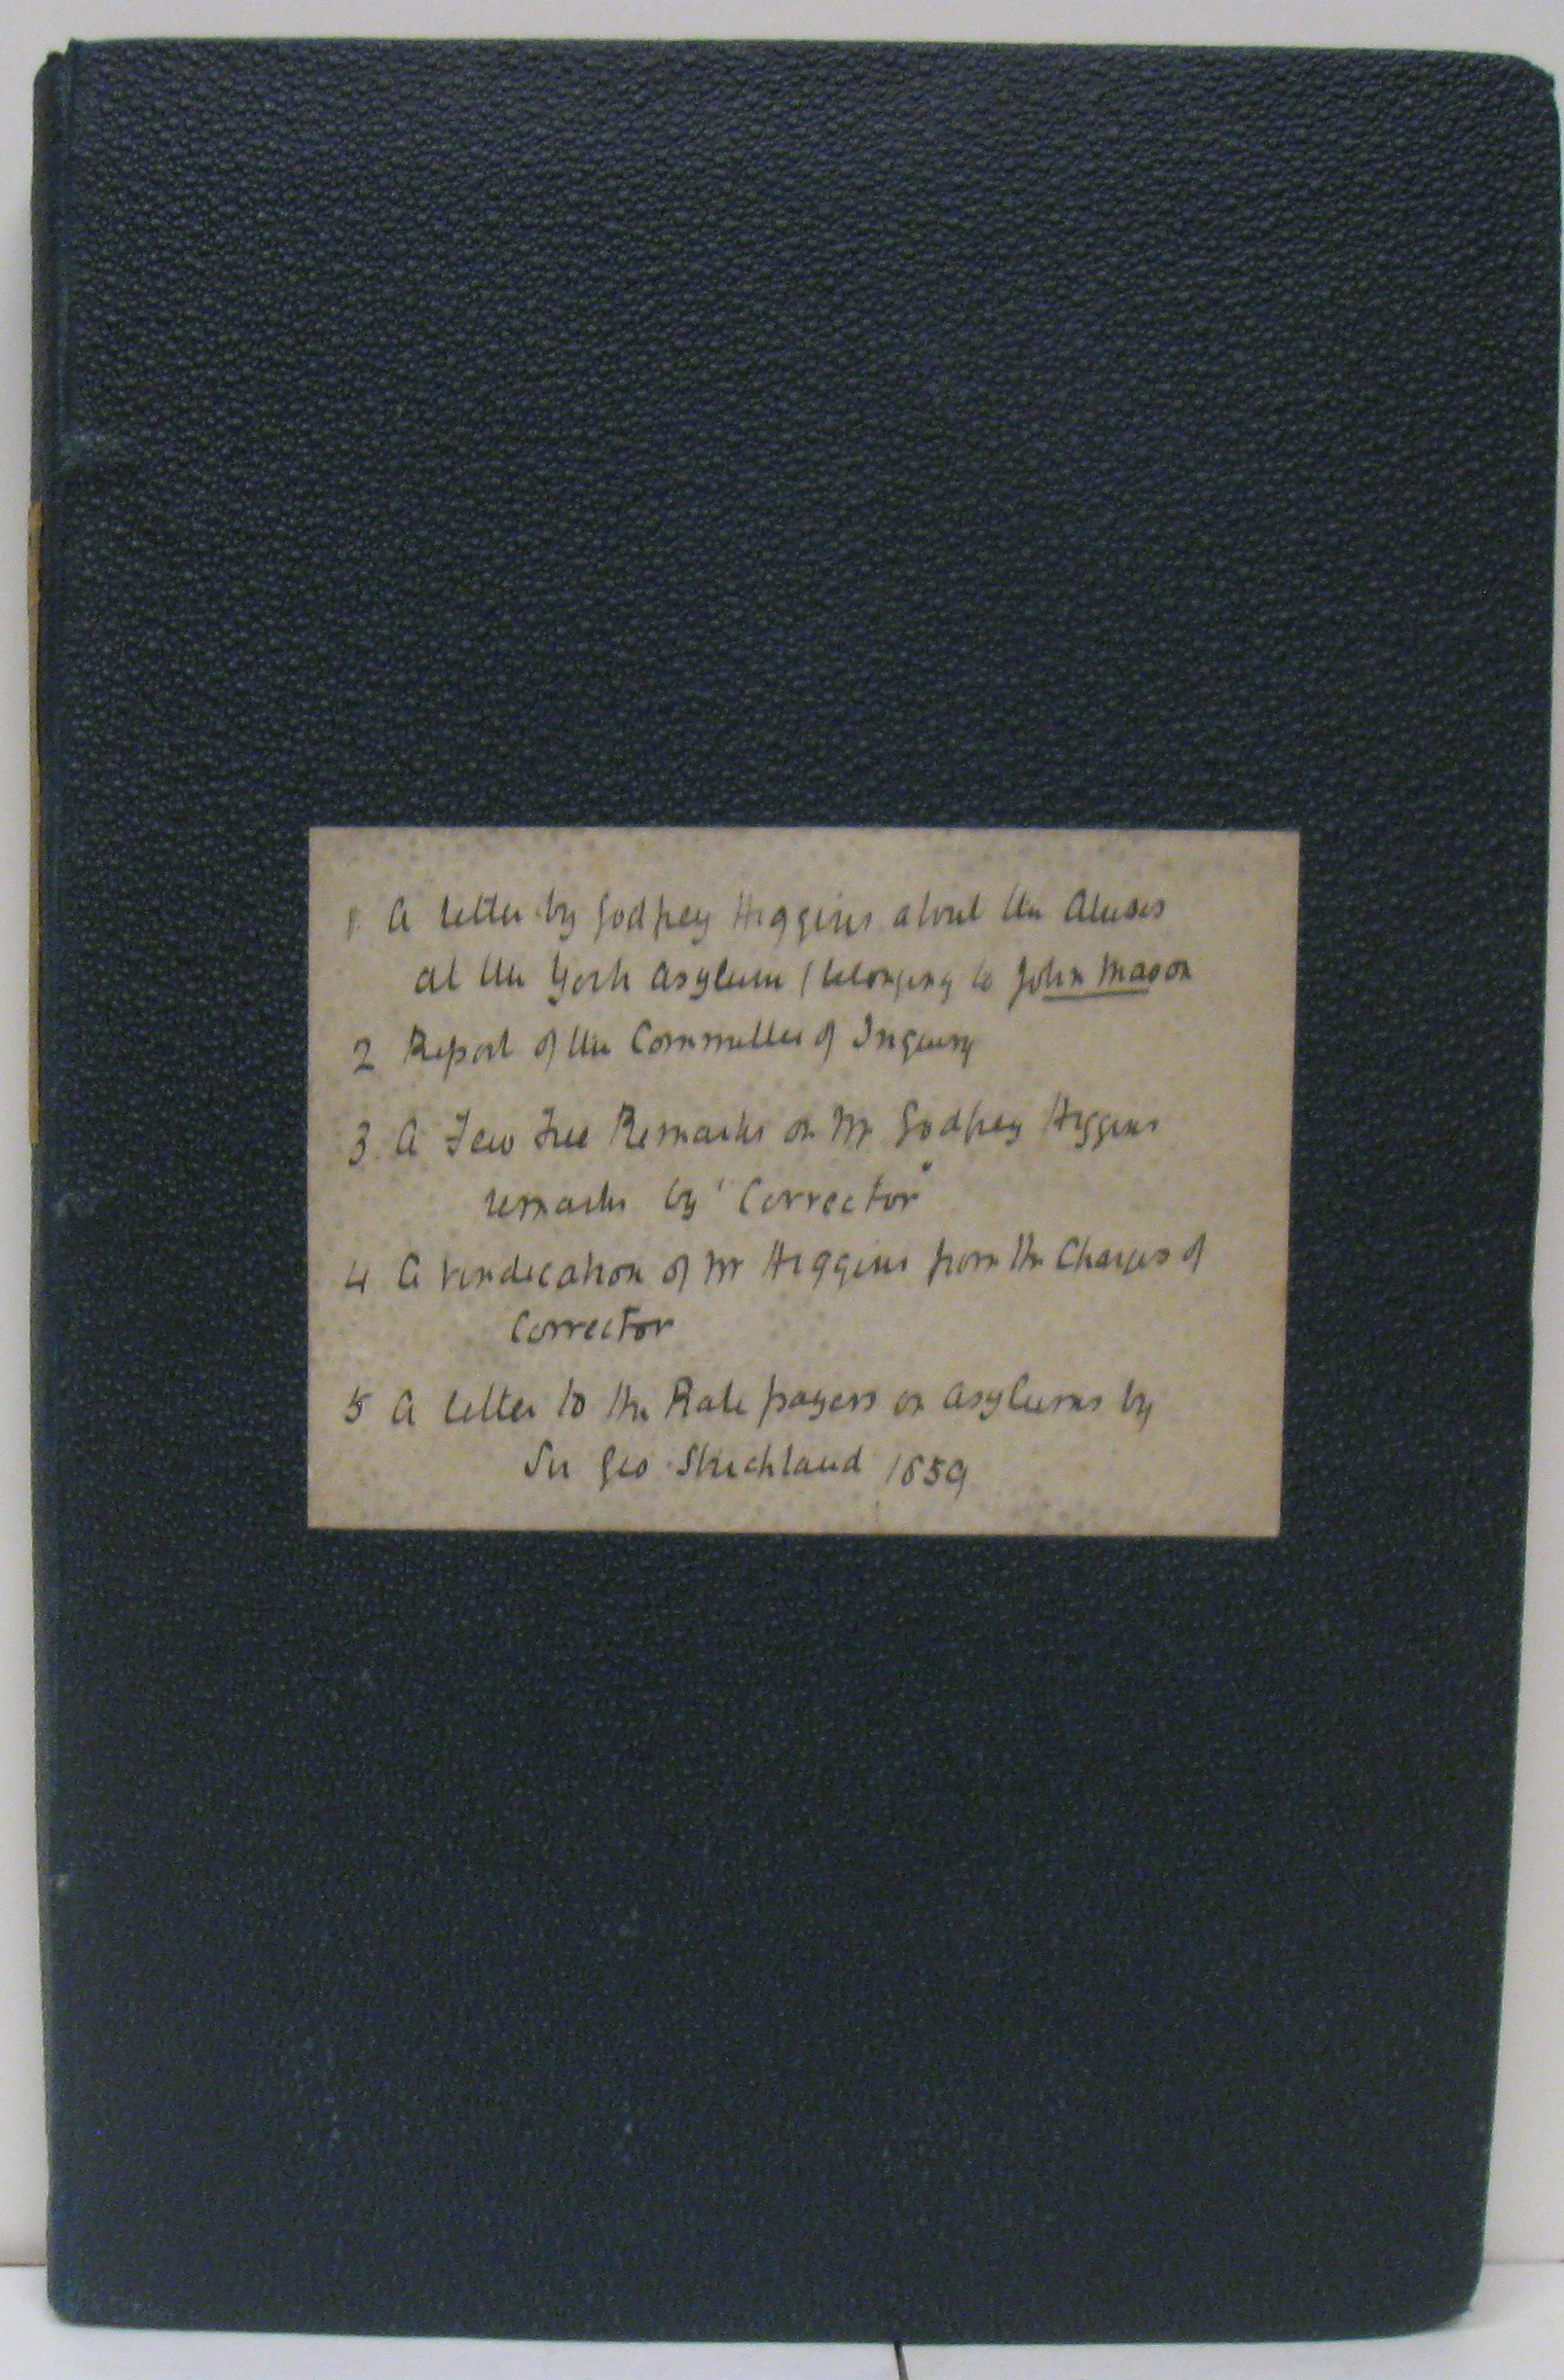 1 A letter by Godfrey Higgins about the Abuses
at the York Asylum (belonging to John Mason
2 Report of the Committee of Inquiry
3 A Few Free Remarks on Mr Godfrey Higgins
remarks by "Corrector"
4 A vindication of Mr Higgins from the Charges of
Corrector
5 A letter to the Rate payers on Asylums by
Sir Geo Strickland 1859